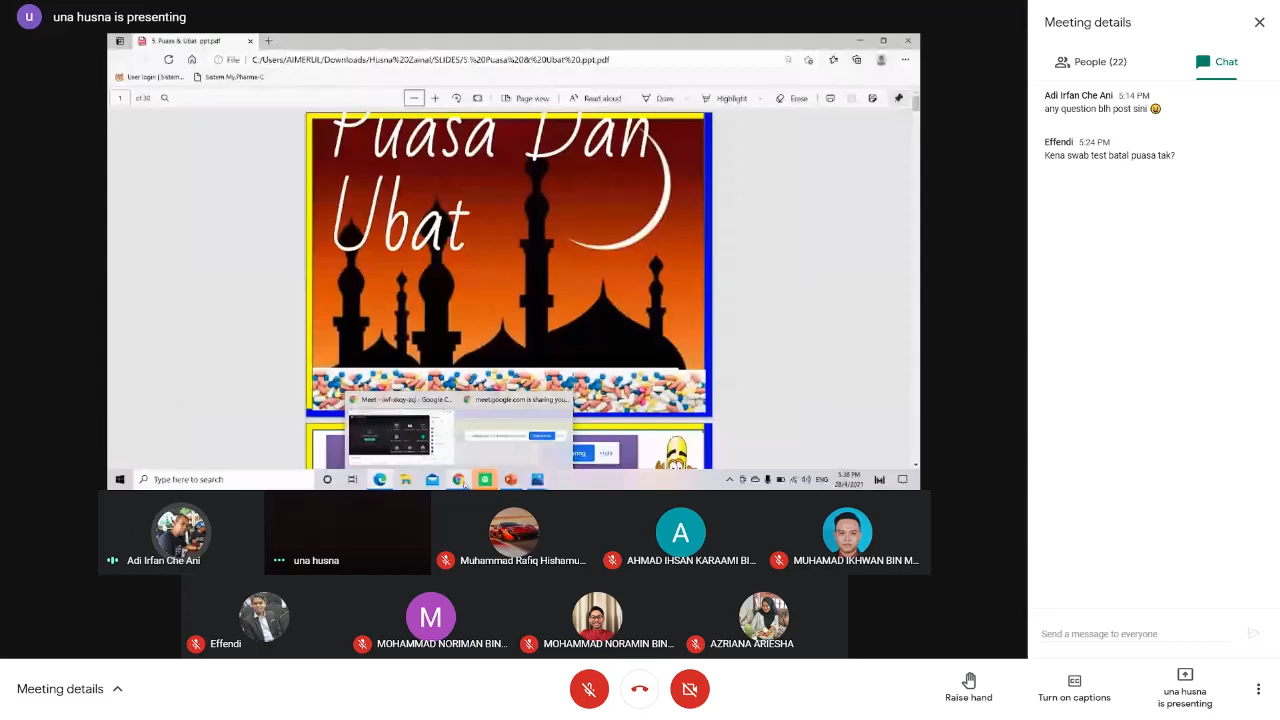 u
una husna is presenting
5. Puasa & Ubat .ppt.pdf
File
C:/Users/AIMERUL/Downloads/Husna%20Zainal/SLIDES/5.%20Puasa%20&%20Ubat%20.ppt.pdf
User login | Sistem...
Sistem My.Pharma-C
1
of 30
Page view
Read aloud
Draw
Highlight
Erase
Puasa Dan
Ubat
meet.google.com is sharing you...
Type here to search
ENG
5:38 PM
28/4/2021
Adi Irfan Che Ani
una husna
Muhammad Rafiq Hishamu...
A
AHMAD IHSAN KARAAMI BI...
MUHAMAD IKHWAN BIN M...
Effendi
M
MOHAMMAD NORIMAN BIN...
MOHAMMAD NORAMIN BIN...
AZRIANA ARIESHA
Meeting details
Raise hand
Turn on captions
una husna
is presenting
Meeting details
People (22)
Chat
Adi Irfan Che Ani 5:14 PM
any question blh post sini
Effendi 5:24 PM
Kena swab test batal puasa tak?
Send a message to everyone